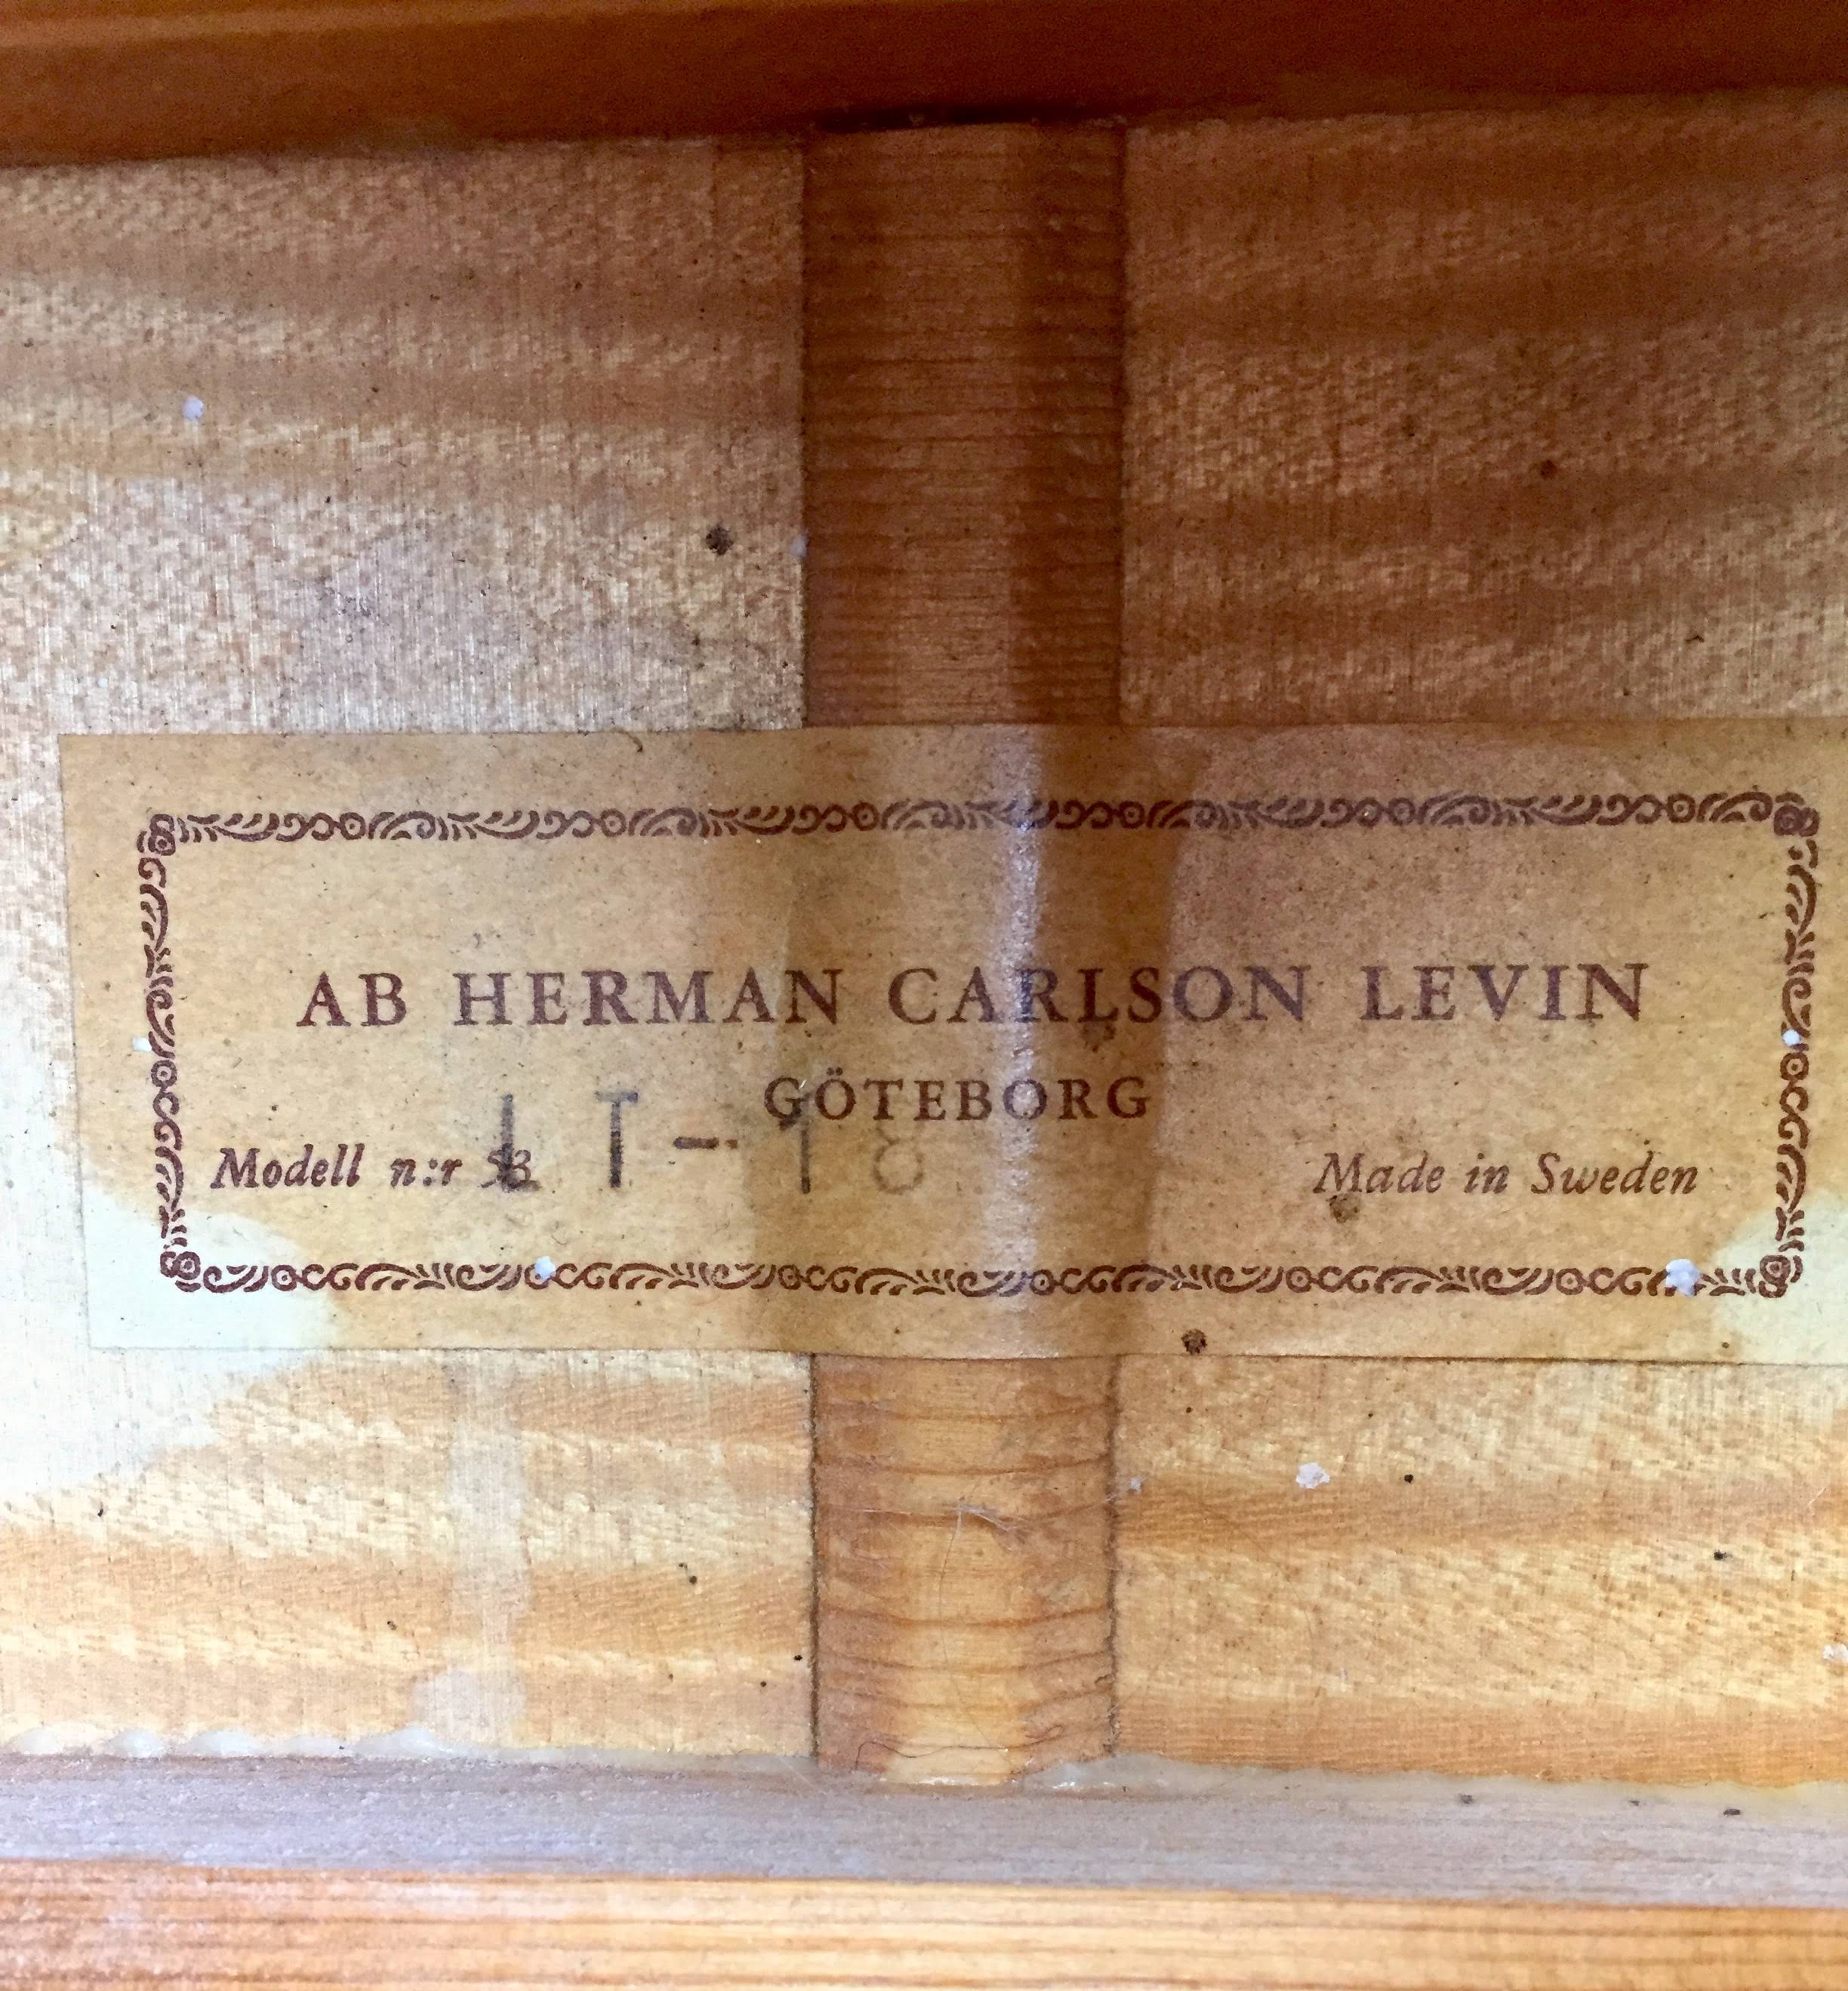 AB HERMAN CARLSON LEVIN
GÖTEBORG
Modell n:r LT-18
Made in Sweden